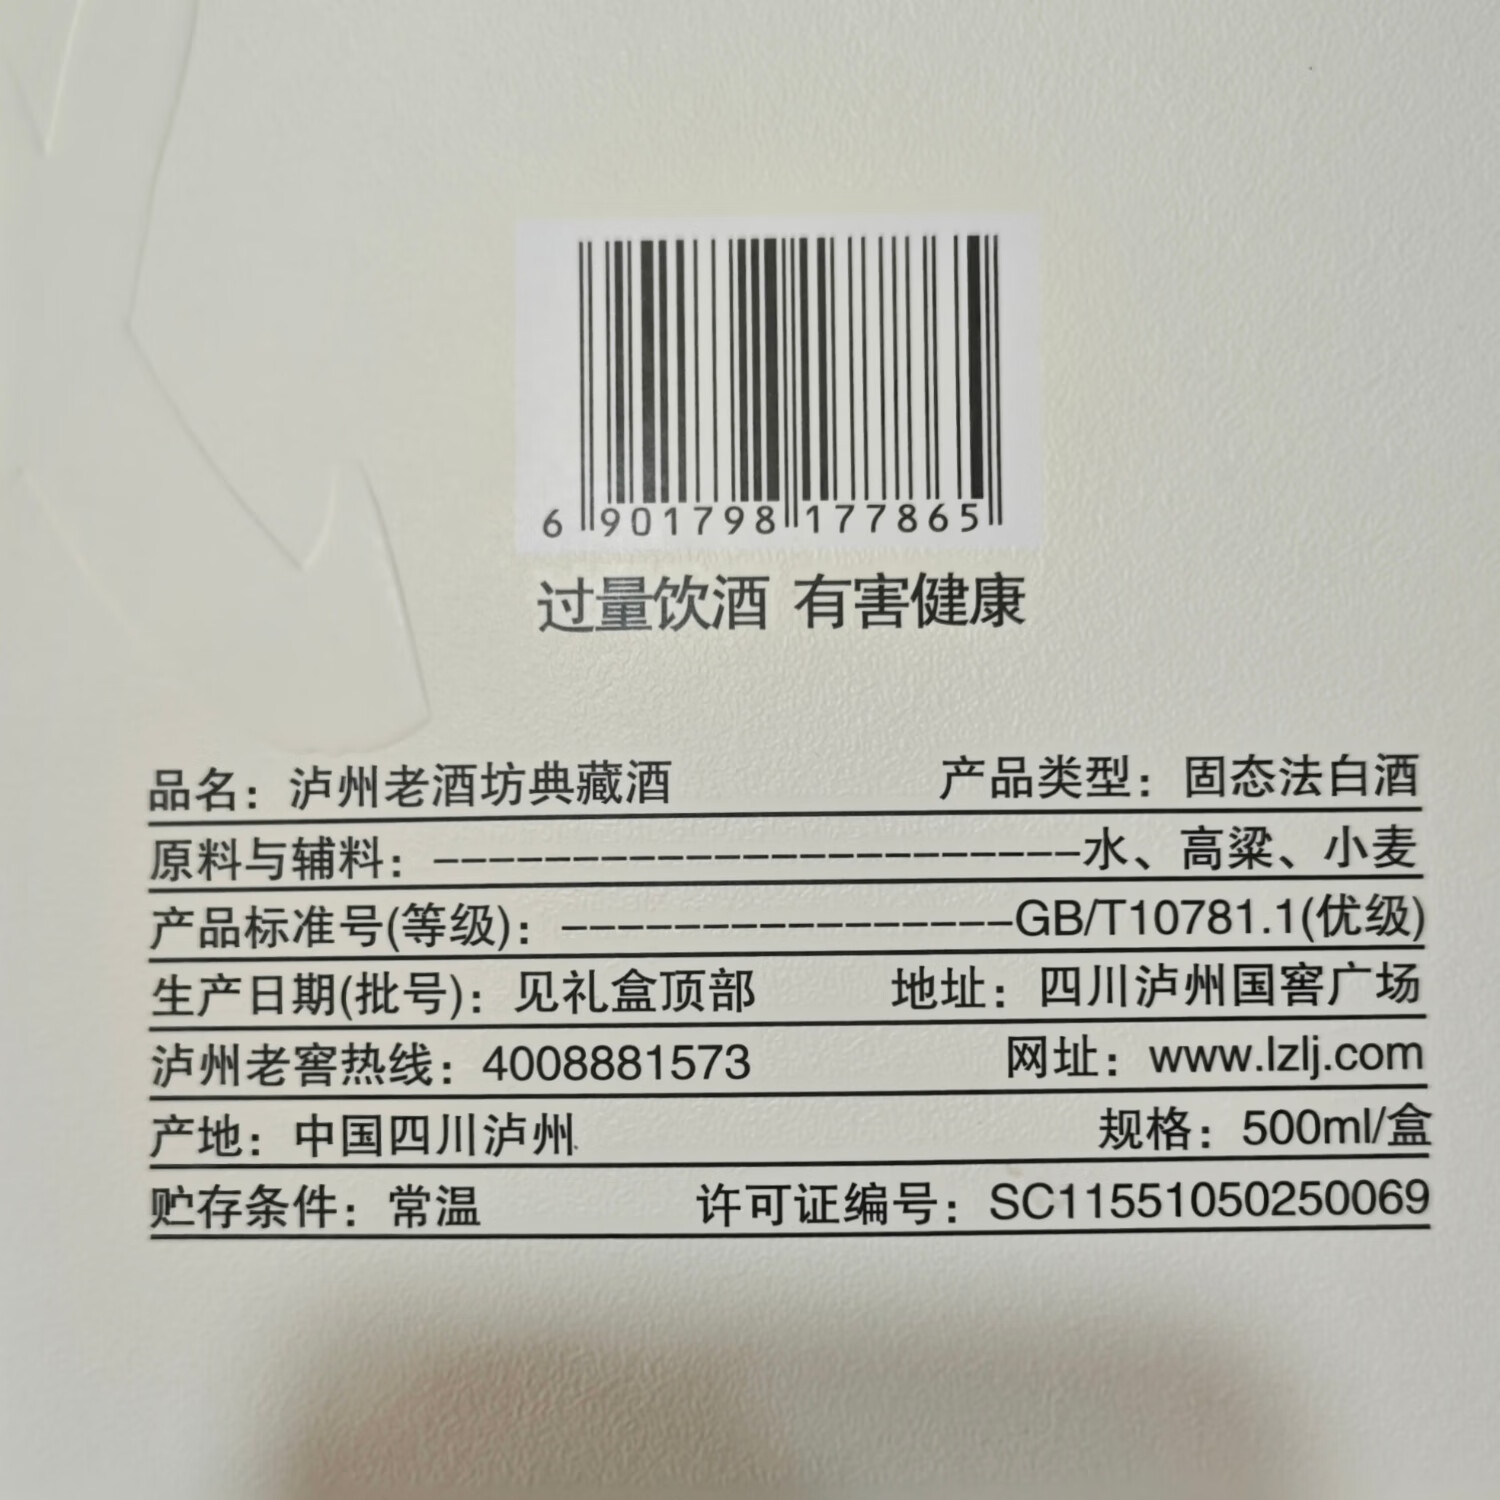 6 901798 177865
过量饮酒 有害健康
品名：泸州老酒坊典藏酒 产品类型：固态法白酒
原料与辅料：-----------------------水、高粱、小麦
产品标准号(等级)：----------------GB/T10781.1(优级)
生产日期(批号)：见礼盒顶部 地址：四川泸州国窖广场
泸州老窖热线：4008881573 网址：www.lzlj.com
产地：中国四川泸州 规格：500ml/盒
贮存条件：常温 许可证编号：SC11551050250069